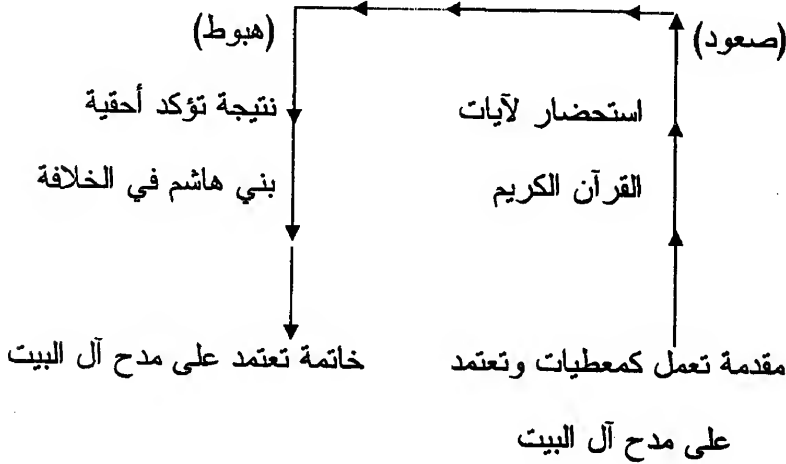 (صعود)
استحضار لآيات
القرآن الكريم
مقدمة تعمل كمعطيات وتعتمد
على مدح آل البيت
(هبوط)
نتيجة تؤكد أحقية
بني هاشم في الخلافة
خاتمة تعتمد على مدح آل البيت